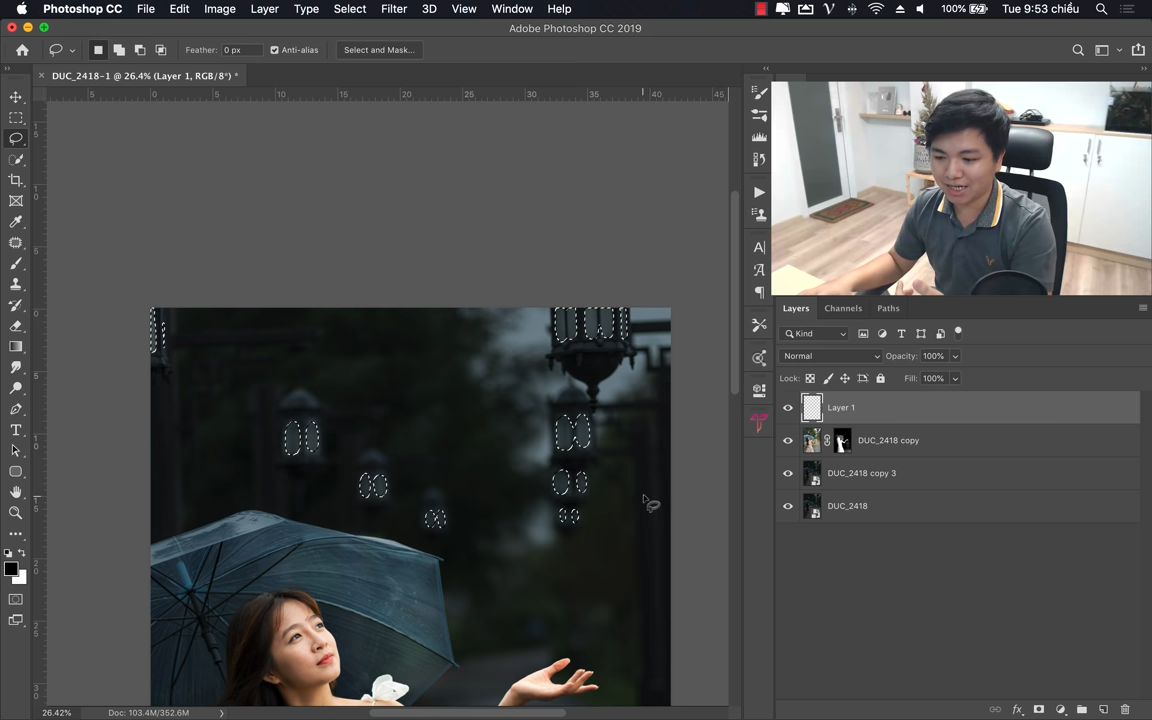 Photoshop CC File Edit Image Layer Type Select Filter 3D View Window Help 100% Tue 9:53 chiều
Adobe Photoshop CC 2019
Feather: 0 px Anti-alias Select and Mask...
DUC_2418-1 @ 26.4% (Layer 1, RGB/8*) *
5 0 5 10 15 20 25 30 35 40 45
Layers Channels Paths
Kind
Normal Opacity: 100%
Lock: Fill: 100%
Layer 1
DUC_2418 copy
DUC_2418 copy 3
DUC_2418
26.42% Doc: 103.4M/352.6M